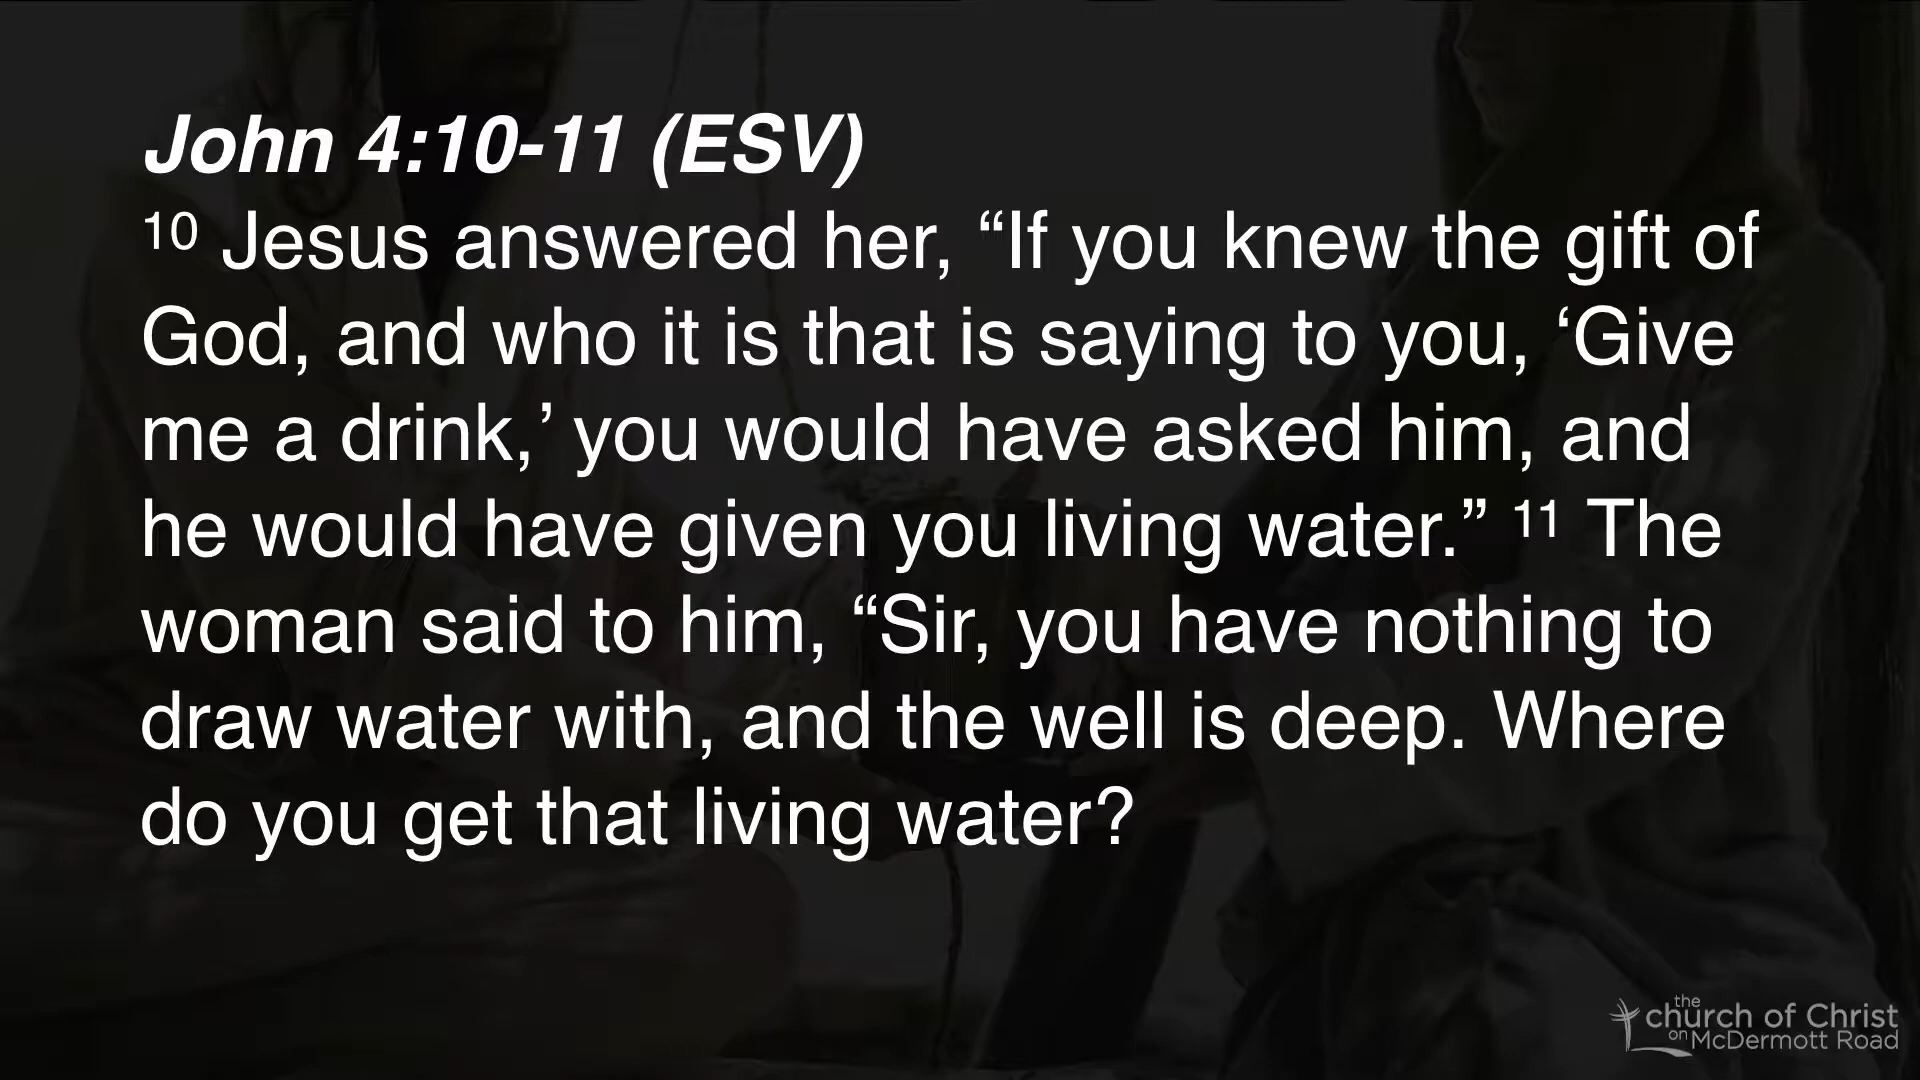 John 4:10-11 (ESV)
10 Jesus answered her, “If you knew the gift of
God, and who it is that is saying to you, ‘Give
me a drink,’ you would have asked him, and
he would have given you living water.” 11 The
woman said to him, “Sir, you have nothing to
draw water with, and the well is deep. Where
do you get that living water?
the
church of Christ
on McDermott Road